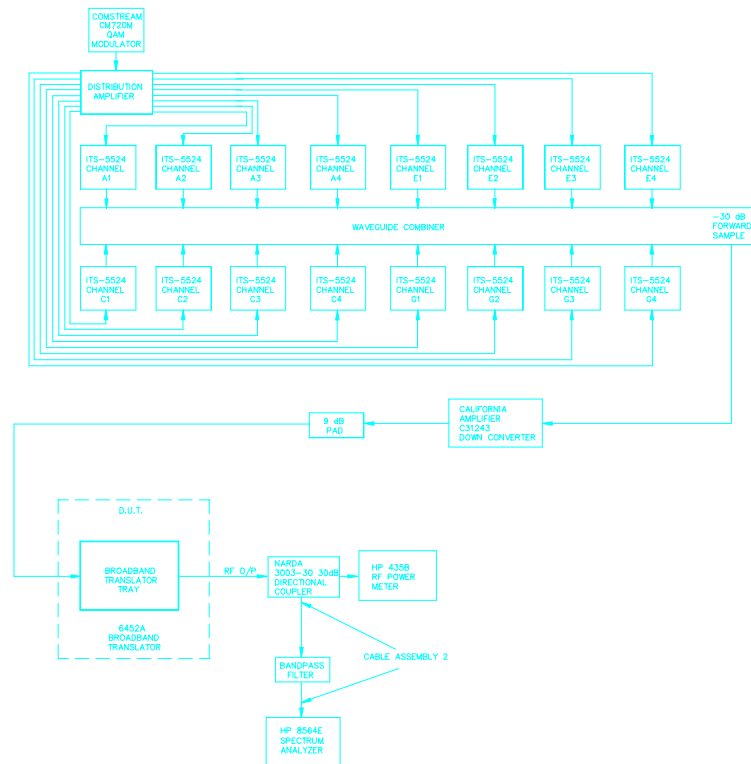 COMSTREAM
CM720M
QAM
MODULATOR
DISTRIBUTION
AMPLIFIER
ITS-5524
CHANNEL
A1
ITS-5524
CHANNEL
A2
ITS-5524
CHANNEL
A3
ITS-5524
CHANNEL
A4
ITS-5524
CHANNEL
E1
ITS-5524
CHANNEL
E2
ITS-5524
CHANNEL
E3
ITS-5524
CHANNEL
E4
WAVEGUIDE COMBINER
-30 dB
FORWARD
SAMPLE
ITS-5524
CHANNEL
C1
ITS-5524
CHANNEL
C2
ITS-5524
CHANNEL
C3
ITS-5524
CHANNEL
C4
ITS-5524
CHANNEL
G1
ITS-5524
CHANNEL
G2
ITS-5524
CHANNEL
G3
ITS-5524
CHANNEL
G4
9 dB
PAD
CALIFORNIA
AMPLIFIER
C31243
DOWN CONVERTER
D.U.T.
BROADBAND
TRANSLATOR
TRAY
6452A
BROADBAND
TRANSLATOR
RF O/P
NARDA
3003-30 30dB
DIRECTIONAL
COUPLER
HP 435B
RF POWER
METER
CABLE ASSEMBLY 2
BANDPASS
FILTER
HP 8564E
SPECTRUM
ANALYZER